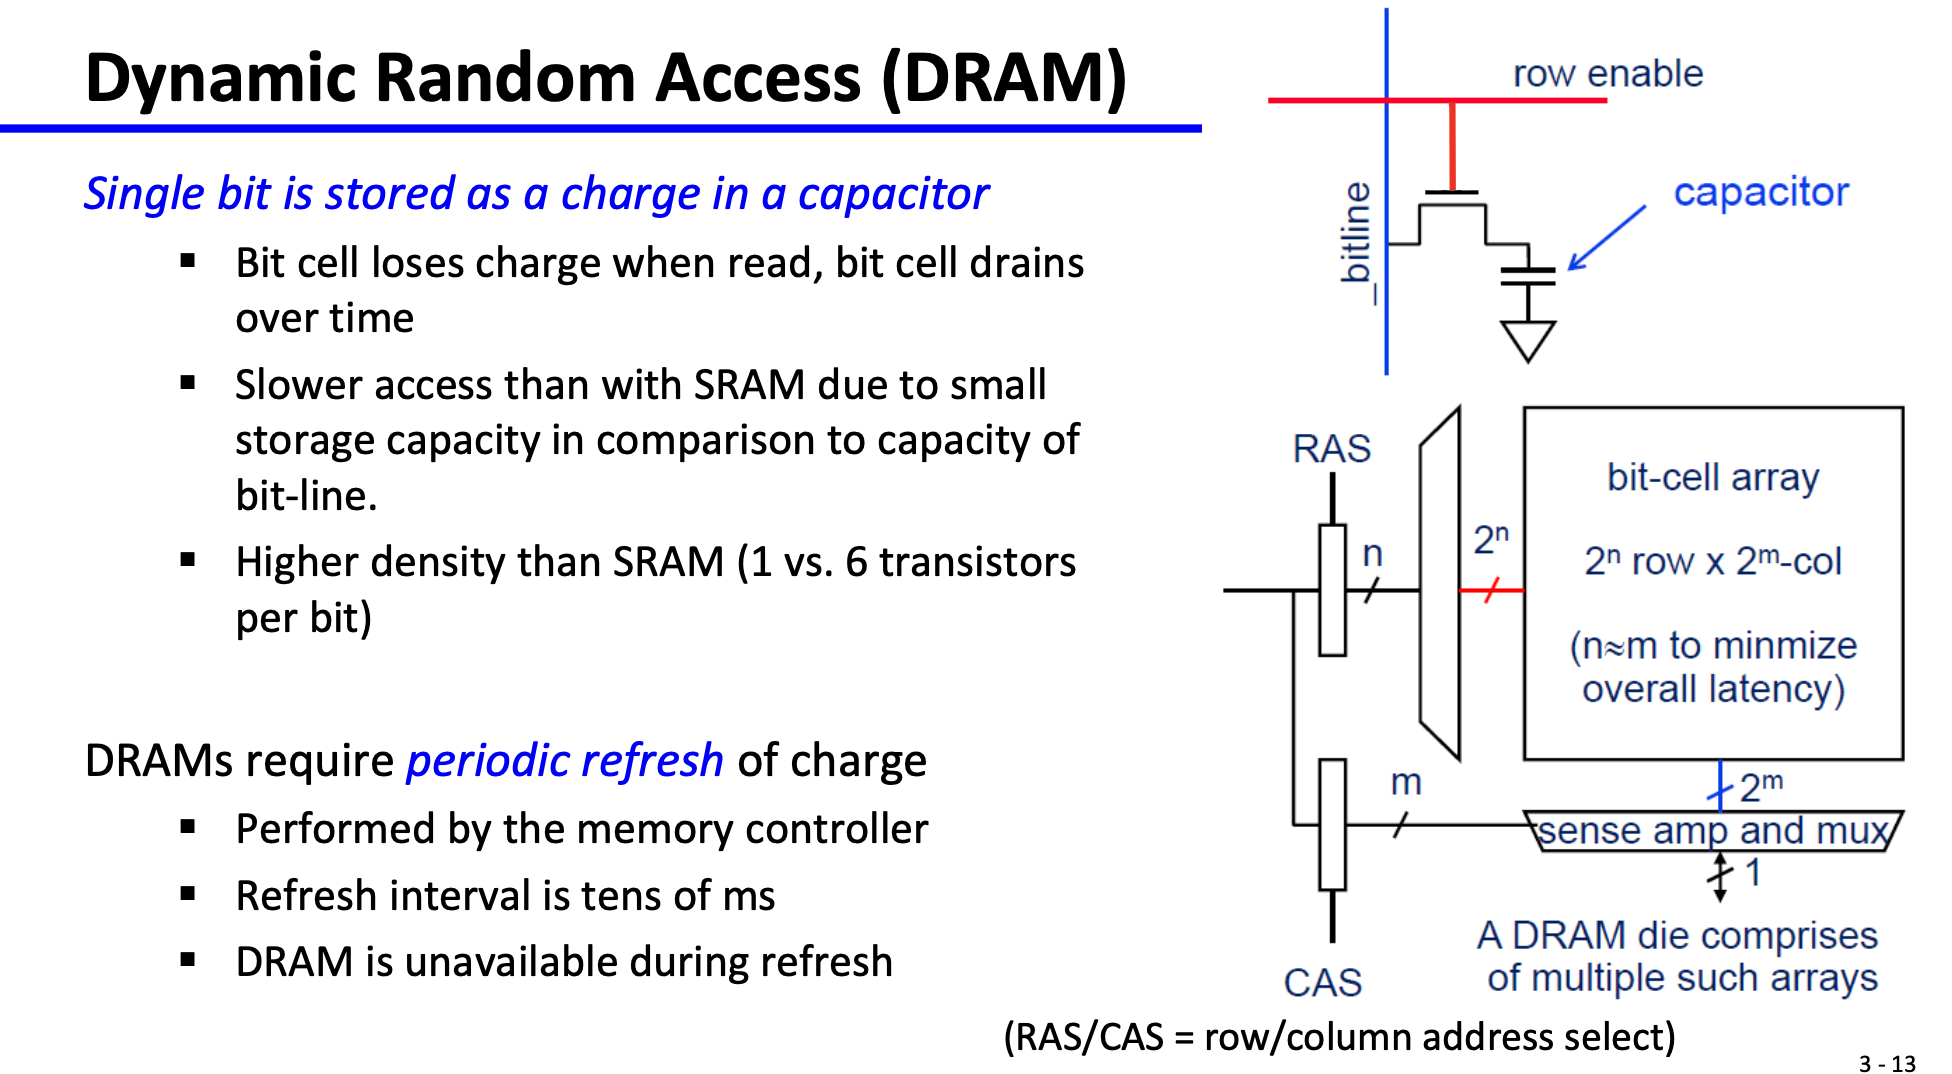 Dynamic Random Access (DRAM)
Single bit is stored as a charge in a capacitor
▪ Bit cell loses charge when read, bit cell drains
over time
▪ Slower access than with SRAM due to small
storage capacity in comparison to capacity of
bit-line.
▪ Higher density than SRAM (1 vs. 6 transistors
per bit)
DRAMs require periodic refresh of charge
▪ Performed by the memory controller
▪ Refresh interval is tens of ms
▪ DRAM is unavailable during refresh
row enable
_bitline
capacitor
RAS
n
2ⁿ
bit-cell array
2ⁿ row x 2ᵐ-col
(n≈m to minmize
overall latency)
m
2ᵐ
sense amp and mux
1
CAS
A DRAM die comprises
of multiple such arrays
(RAS/CAS = row/column address select)
3 - 13